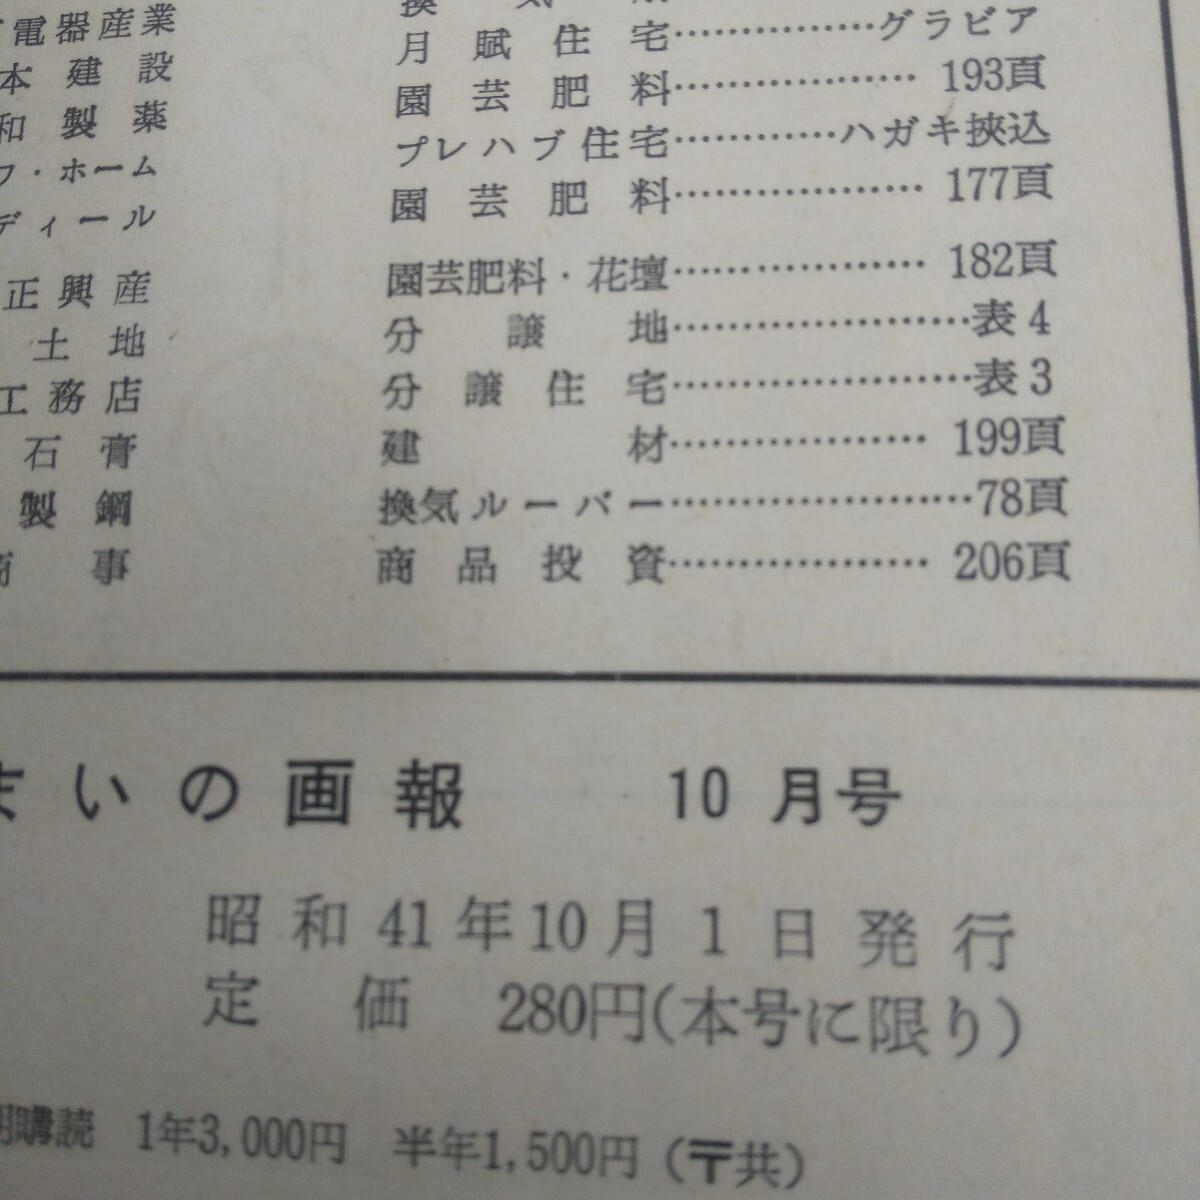 電器産業 換気扇
月賦住宅……………グラビア
本建設 園芸肥料……………… 193頁
和製薬 プレハブ住宅…………ハガキ挾込
フ・ホーム 園芸肥料……………… 177頁
ディール
正興産 園芸肥料・花壇……………… 182頁
土地 分譲地…………………表4
工務店 分譲住宅…………………表3
石膏 建材……………… 199頁
製鋼 換気ルーバー…………………78頁
商事 商品投資……………… 206頁
まいの画報 10月号
昭和41年10月1日発行
定価 280円(本号に限り)
購読 1年3,000円 半年1,500円 (〒共)